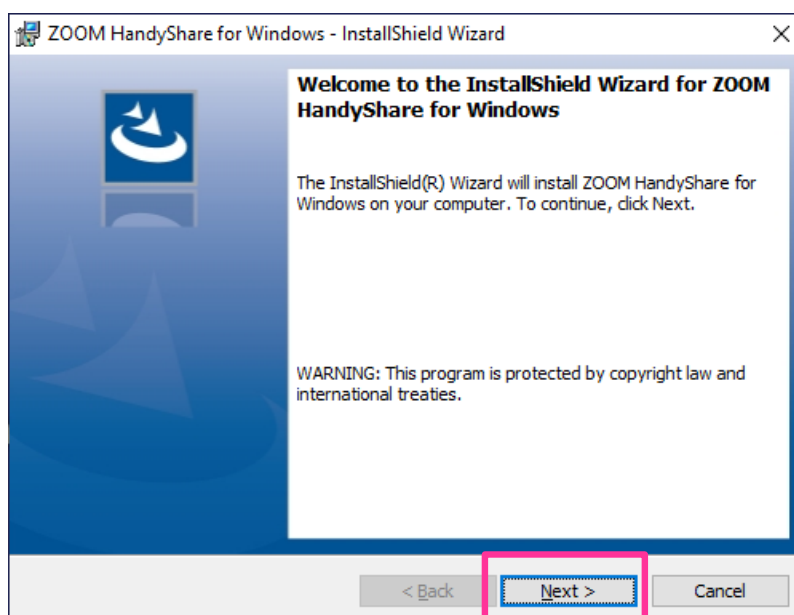 ZOOM HandyShare for Windows - InstallShield Wizard
Welcome to the InstallShield Wizard for ZOOM
HandyShare for Windows
The InstallShield(R) Wizard will install ZOOM HandyShare for
Windows on your computer. To continue, click Next.
WARNING: This program is protected by copyright law and
international treaties.
< Back Next > Cancel